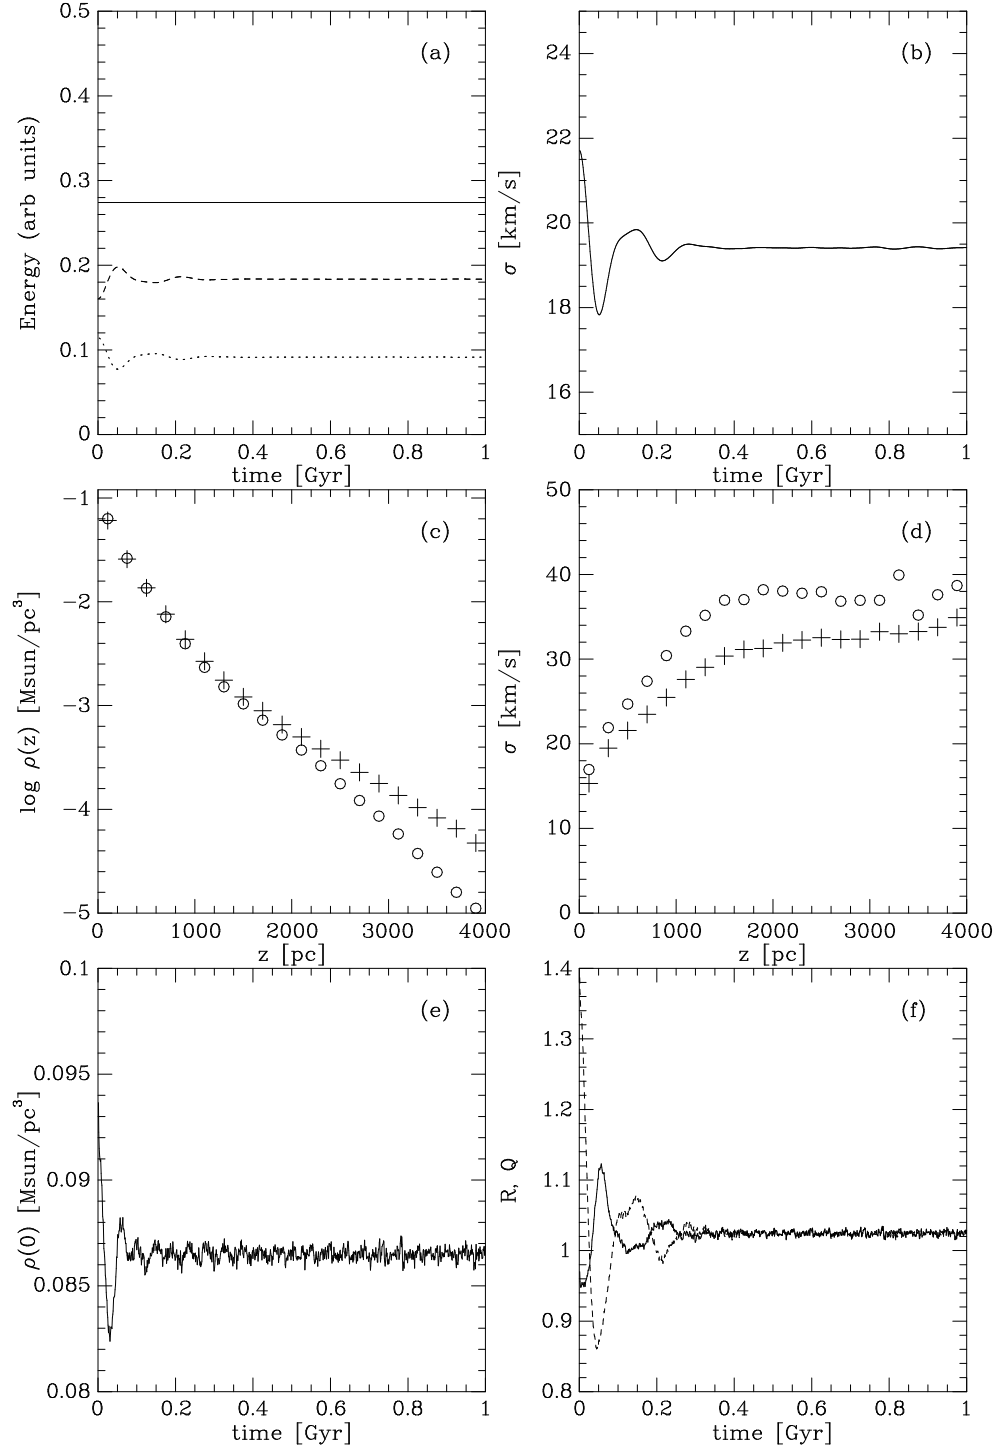 0.5
0.4
0.3
0.2
0.1
0
Energy (arb units)
(a)
0 0.2 0.4 0.6 0.8 1
time [Gyr]
24
22
20
18
16
σ [km/s]
(b)
0 0.2 0.4 0.6 0.8 1
time [Gyr]
−1
−2
−3
−4
−5
log ρ(z) [Msun/pc³]
(c)
0 1000 2000 3000 4000
z [pc]
50
40
30
20
10
0
σ [km/s]
(d)
0 1000 2000 3000 4000
z [pc]
0.1
0.095
0.09
0.085
0.08
ρ(0) [Msun/pc³]
(e)
0 0.2 0.4 0.6 0.8 1
time [Gyr]
1.4
1.3
1.2
1.1
1
0.9
0.8
R, Q
(f)
0 0.2 0.4 0.6 0.8 1
time [Gyr]